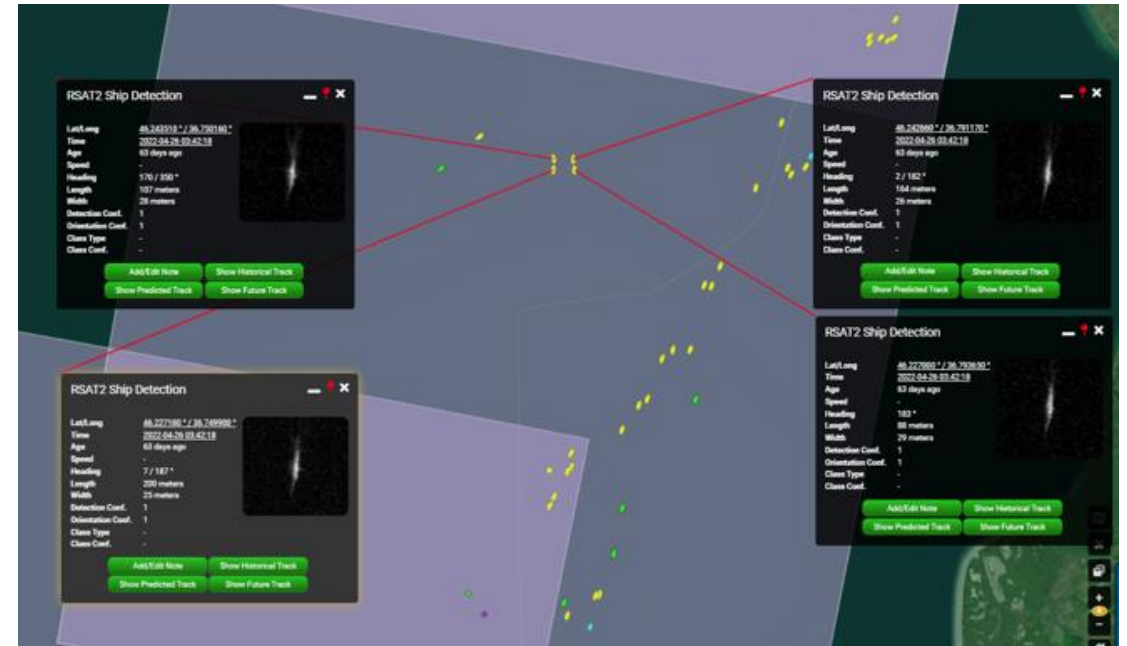 RSAT2 Ship Detection
Lat/Long 46.243510 ° / 36.750160 °
Time 2022-04-26 03:42:18
Age 63 days ago
Speed -
Heading 170 / 350 °
Length 107 meters
Width 28 meters
Detection Conf. 1
Orientation Conf. 1
Class Type -
Class Conf. -
Add/Edit Note Show Historical Track
Show Predicted Track Show Future Track
RSAT2 Ship Detection
Lat/Long 46.242660 ° / 36.791170 °
Time 2022-04-26 03:42:18
Age 63 days ago
Speed -
Heading 2 / 182 °
Length 164 meters
Width 26 meters
Detection Conf. 1
Orientation Conf. 1
Class Type -
Class Conf. -
Add/Edit Note Show Historical Track
Show Predicted Track Show Future Track
RSAT2 Ship Detection
Lat/Long 46.227180 ° / 36.749900 °
Time 2022-04-26 03:42:18
Age 63 days ago
Speed -
Heading 7 / 187 °
Length 200 meters
Width 25 meters
Detection Conf. 1
Orientation Conf. 1
Class Type -
Class Conf. -
Add/Edit Note Show Historical Track
Show Predicted Track Show Future Track
RSAT2 Ship Detection
Lat/Long 46.227000 ° / 36.793650 °
Time 2022-04-26 03:42:18
Age 63 days ago
Speed -
Heading 183 °
Length 88 meters
Width 29 meters
Detection Conf. 1
Orientation Conf. 1
Class Type -
Class Conf. -
Add/Edit Note Show Historical Track
Show Predicted Track Show Future Track